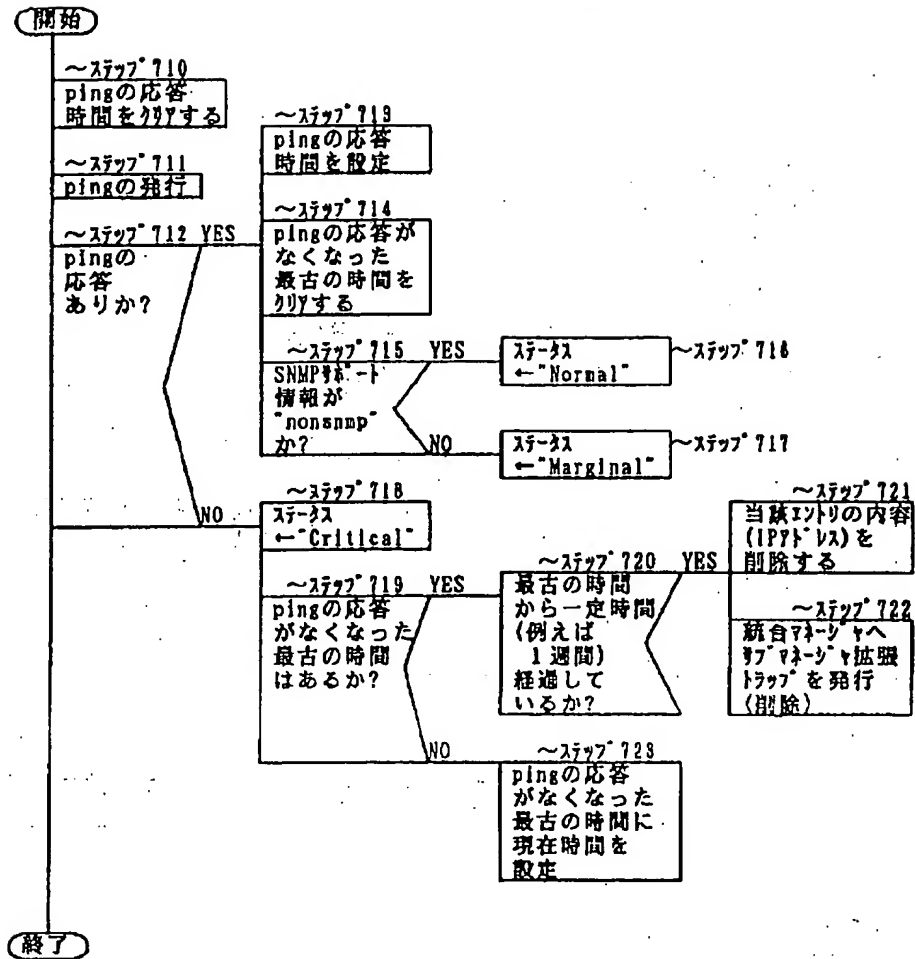 開始
~ステップ710
pingの応答
時間をクリアする
~ステップ711
pingの発行
~ステップ712 YES
pingの
応答
ありか?
~ステップ713
pingの応答
時間を設定
~ステップ714
pingの応答が
なくなった
最古の時間を
クリアする
~ステップ715 YES
SNMPサポート
情報が
"nonsnmp"
か?
NO
ステータス
←"Normal"
~ステップ716
ステータス
←"Marginal"
~ステップ717
NO
~ステップ718
ステータス
←"Critical"
~ステップ719 YES
pingの応答
がなくなった
最古の時間
はあるか?
NO
~ステップ720 YES
最古の時間
から一定時間
(例えば
1週間)
経過して
いるか?
~ステップ721
当該エントリの内容
(IPアドレス)を
削除する
~ステップ722
統合マネージャへ
サブマネージャ拡張
トラップを発行
(削除)
~ステップ723
pingの応答
がなくなった
最古の時間に
現在時間を
設定
終了